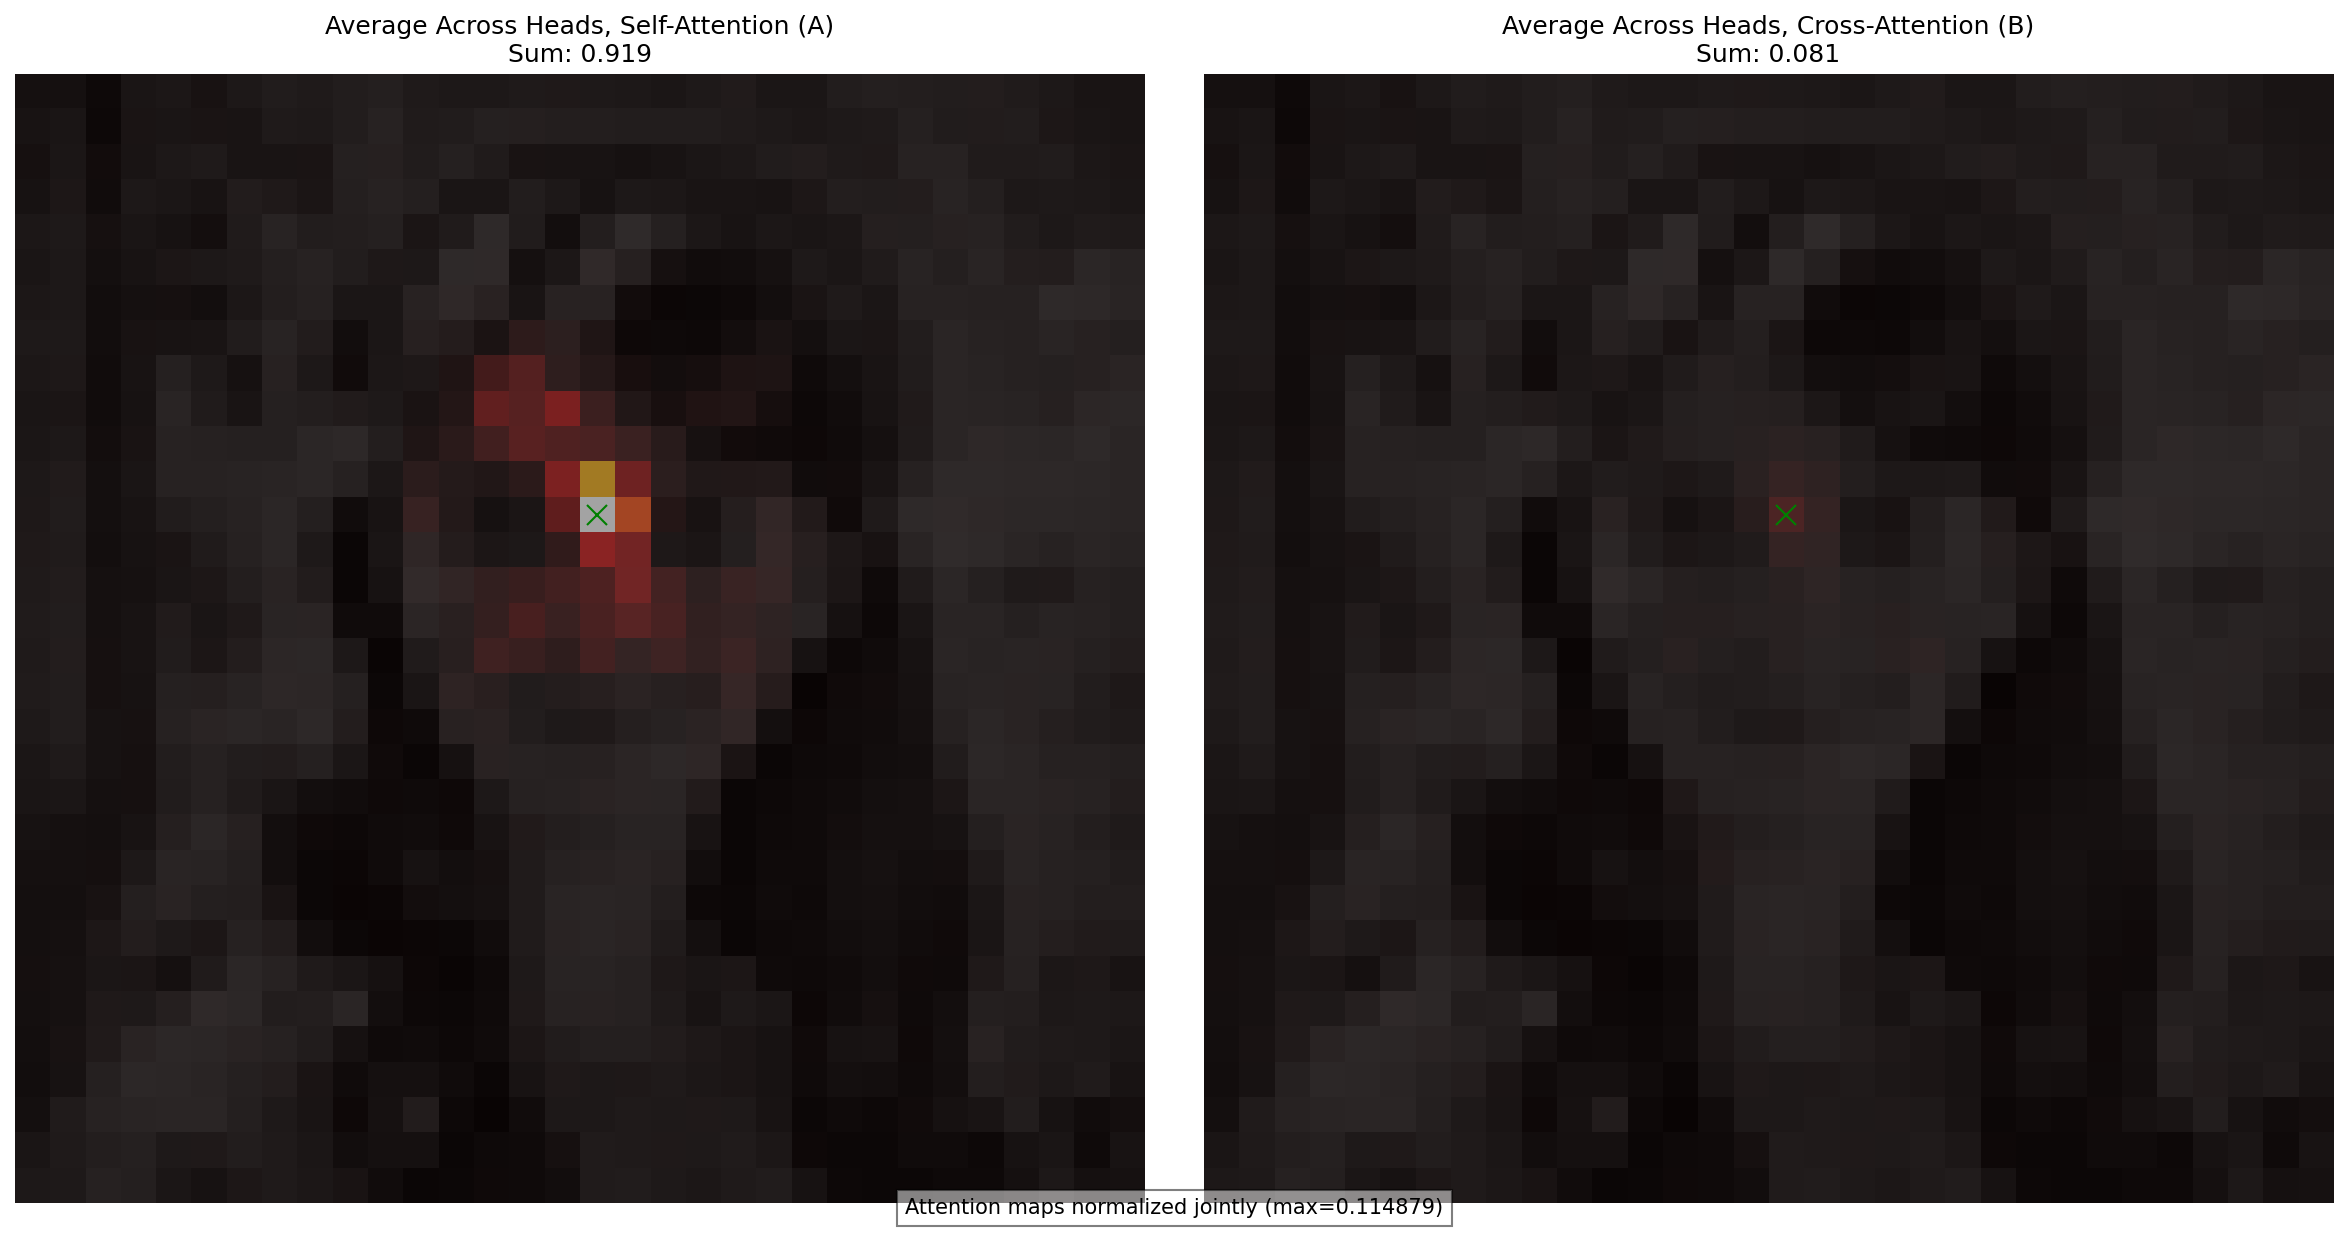 Average Across Heads, Self-Attention (A)
Sum: 0.919
Average Across Heads, Cross-Attention (B)
Sum: 0.081
Attention maps normalized jointly (max=0.114879)